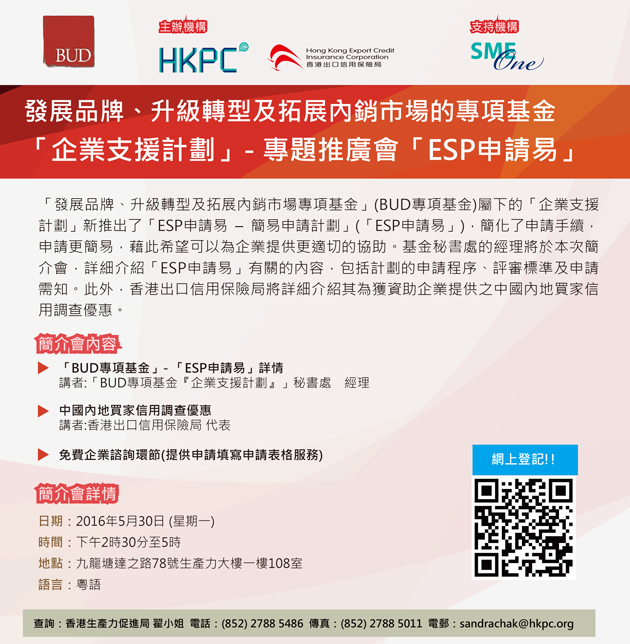 BUD
主辦機構
HKPC
Hong Kong Export Credit
Insurance Corporation
香港出口信用保險局
支持機構
SME One
發展品牌、升級轉型及拓展內銷市場的專項基金
「企業支援計劃」- 專題推廣會「ESP申請易」
「發展品牌、升級轉型及拓展內銷市場專項基金」(BUD專項基金)屬下的「企業支援
計劃」新推出了「ESP申請易 – 簡易申請計劃」(「ESP申請易」)，簡化了申請手續，
申請更簡易，藉此希望可以為企業提供更適切的協助。基金秘書處的經理將於本次簡
介會，詳細介紹「ESP申請易」有關的內容，包括計劃的申請程序、評審標準及申請
需知。此外，香港出口信用保險局將詳細介紹其為獲資助企業提供之中國內地買家信
用調查優惠。
簡介會內容
「BUD專項基金」-「ESP申請易」詳情
講者:「BUD專項基金『企業支援計劃』」秘書處　經理
中國內地買家信用調查優惠
講者:香港出口信用保險局 代表
免費企業諮詢環節(提供申請填寫申請表格服務)
網上登記!!
簡介會詳情
日期：2016年5月30日 (星期一)
時間：下午2時30分至5時
地點：九龍塘達之路78號生產力大樓一樓108室
語言：粵語
查詢：香港生產力促進局 翟小姐 電話：(852) 2788 5486 傳真：(852) 2788 5011 電郵：sandrachak@hkpc.org